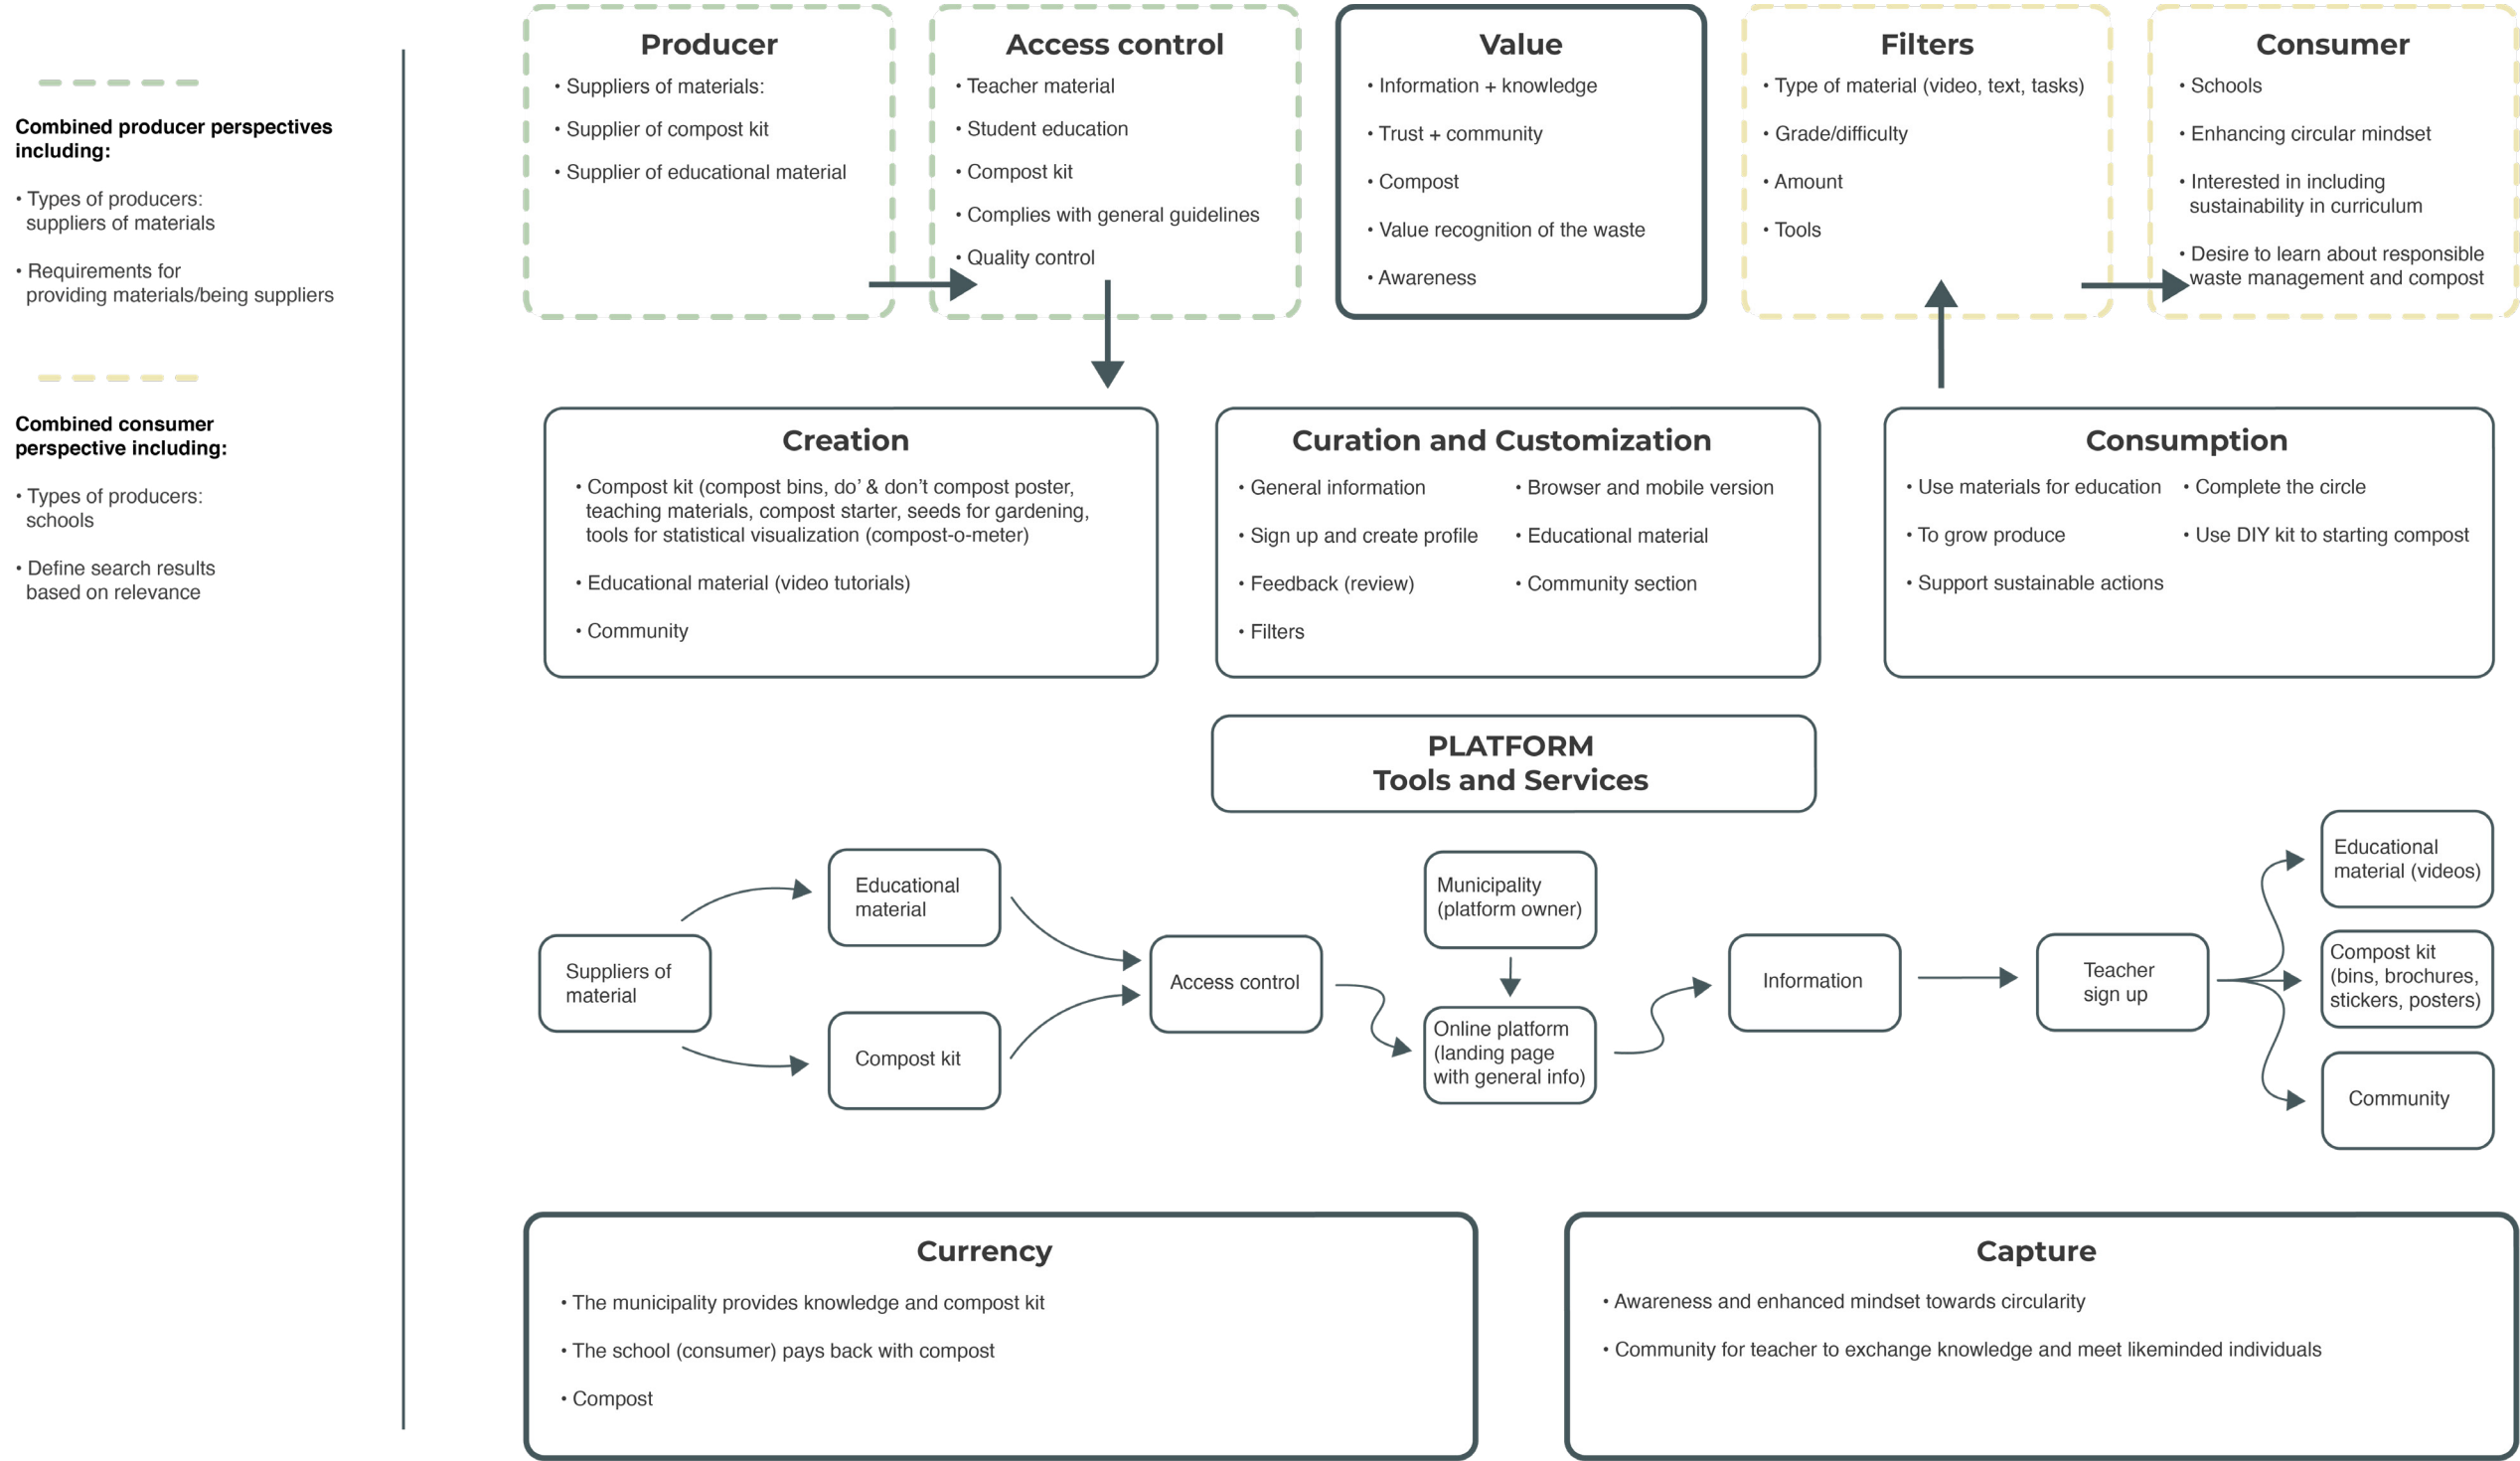 Combined producer perspectives
including:
• Types of producers:
suppliers of materials
• Requirements for
providing materials/being suppliers
Combined consumer
perspective including:
• Types of producers:
schools
• Define search results
based on relevance
Producer
• Suppliers of materials:
• Supplier of compost kit
• Supplier of educational material
Access control
• Teacher material
• Student education
• Compost kit
• Complies with general guidelines
• Quality control
Value
• Information + knowledge
• Trust + community
• Compost
• Value recognition of the waste
• Awareness
Filters
• Type of material (video, text, tasks)
• Grade/difficulty
• Amount
• Tools
Consumer
• Schools
• Enhancing circular mindset
• Interested in including
sustainability in curriculum
• Desire to learn about responsible
waste management and compost
Creation
• Compost kit (compost bins, do’ & don’t compost poster,
teaching materials, compost starter, seeds for gardening,
tools for statistical visualization (compost-o-meter)
• Educational material (video tutorials)
• Community
Curation and Customization
• General information
• Sign up and create profile
• Feedback (review)
• Filters
• Browser and mobile version
• Educational material
• Community section
Consumption
• Use materials for education
• To grow produce
• Support sustainable actions
• Complete the circle
• Use DIY kit to starting compost
PLATFORM
Tools and Services
Suppliers of
material
Educational
material
Compost kit
Access control
Municipality
(platform owner)
Online platform
(landing page
with general info)
Information
Teacher
sign up
Educational
material (videos)
Compost kit
(bins, brochures,
stickers, posters)
Community
Currency
• The municipality provides knowledge and compost kit
• The school (consumer) pays back with compost
• Compost
Capture
• Awareness and enhanced mindset towards circularity
• Community for teacher to exchange knowledge and meet likeminded individuals